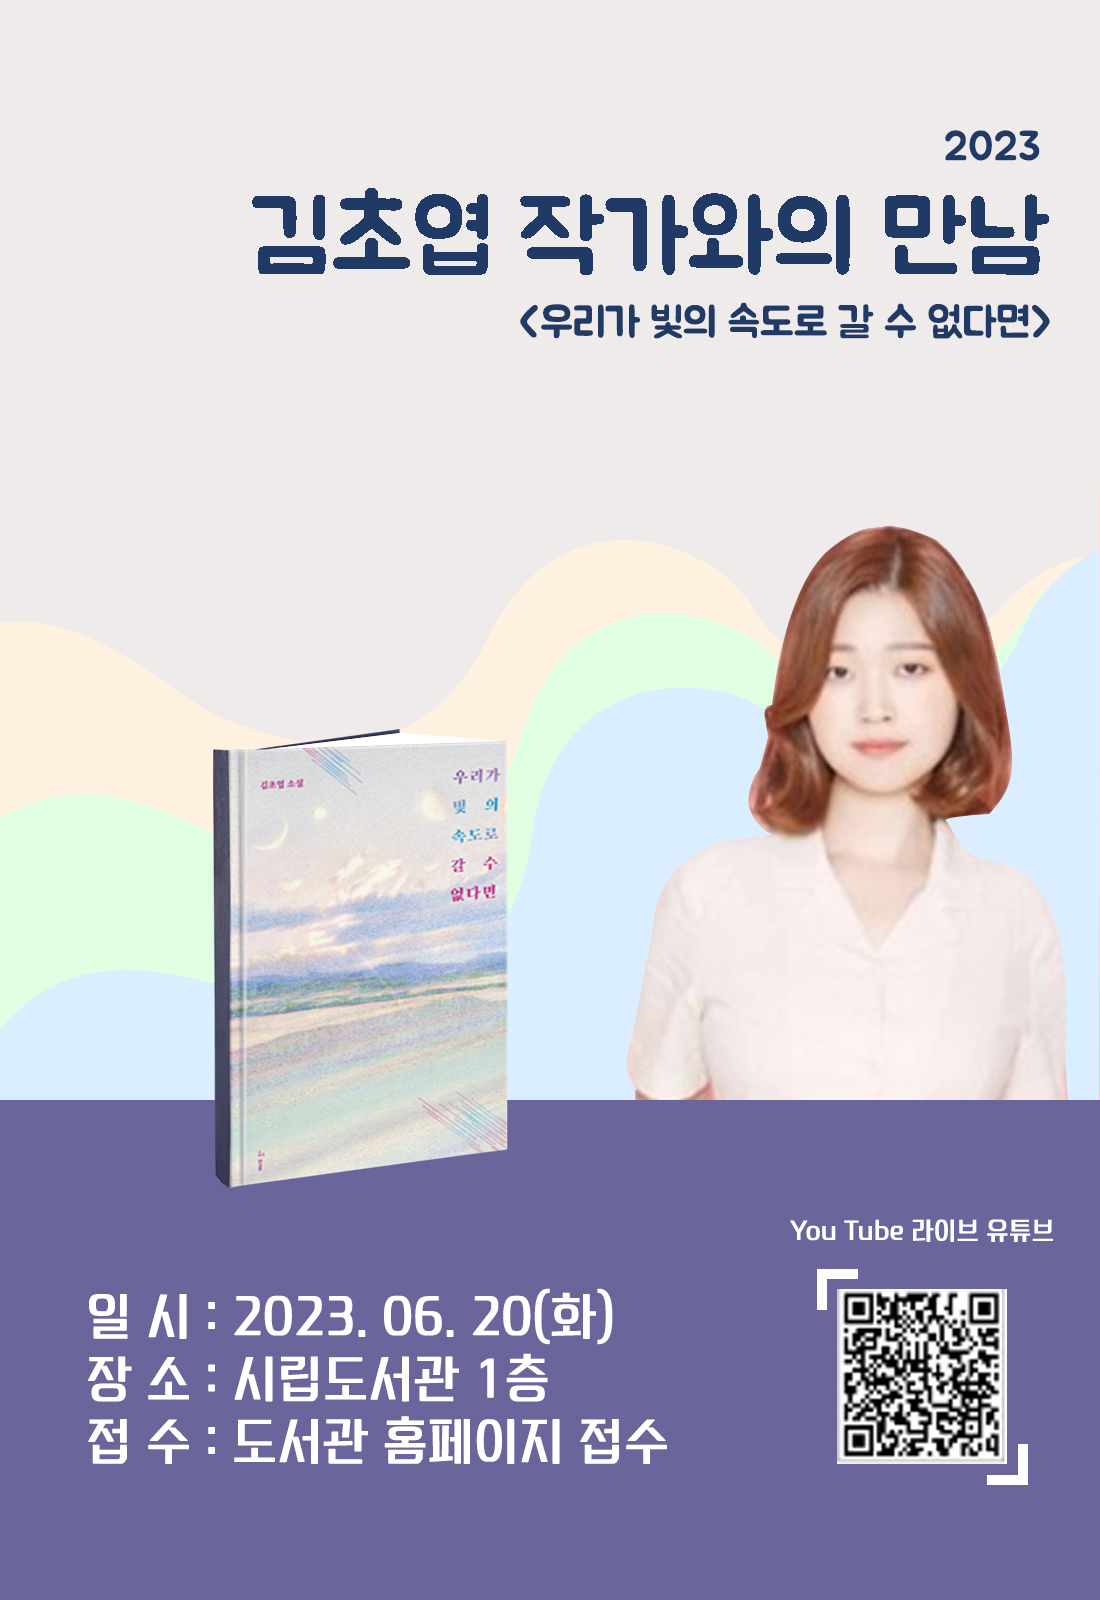 2023
김초엽 작가와의 만남
<우리가 빛의 속도로 갈 수 없다면>
김초엽 소설
우리가
빛 의
속도로
갈 수
없다면
You Tube 라이브 유튜브
일 시 : 2023. 06. 20(화)
장 소 : 시립도서관 1층
접 수 : 도서관 홈페이지 접수